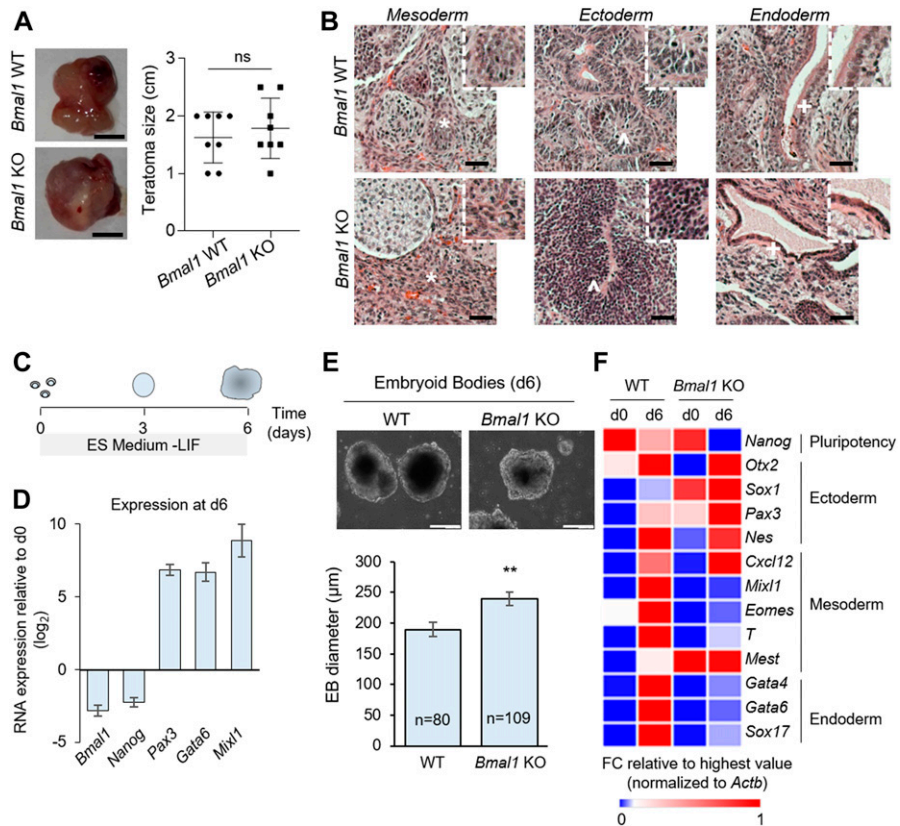 A
Bmal1 WT
Bmal1 KO
Teratoma size (cm)
3
2
1
0
ns
Bmal1 WT
Bmal1 KO
B
Mesoderm
Ectoderm
Endoderm
Bmal1 WT
Bmal1 KO
*
^
+
*
^
+
C
0
3
6
Time
(days)
ES Medium -LIF
D
Expression at d6
RNA expression relative to d0
(log2)
10
5
0
-5
Bmal1
Nanog
Pax3
Gata6
Mixl1
E
Embryoid Bodies (d6)
WT
Bmal1 KO
EB diameter (µm)
300
250
200
150
100
50
0
**
n=80
n=109
WT
Bmal1 KO
F
WT
Bmal1 KO
d0 d6 d0 d6
Nanog
Pluripotency
Otx2
Sox1
Pax3
Nes
Ectoderm
Cxcl12
Mixl1
Eomes
T
Mest
Mesoderm
Gata4
Gata6
Sox17
Endoderm
FC relative to highest value
(normalized to Actb)
0
1